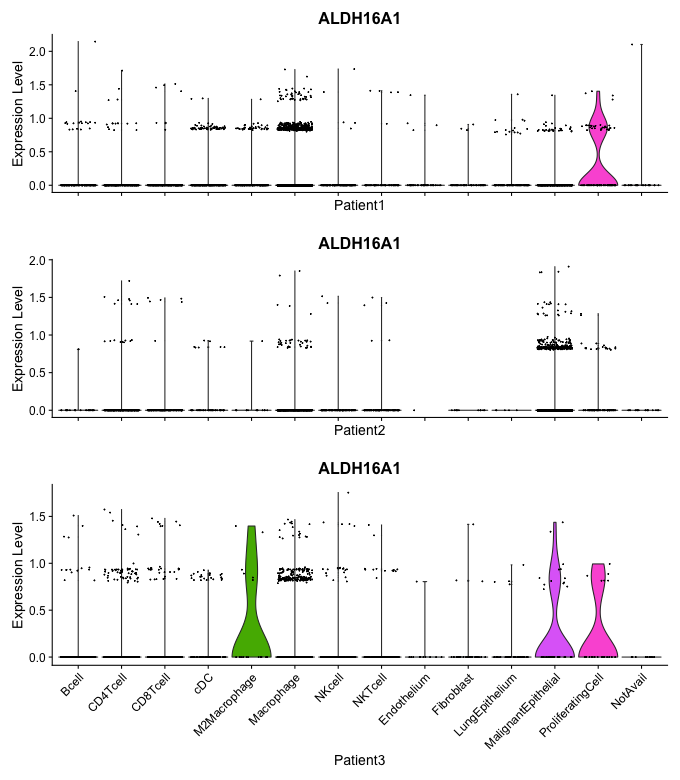 ALDH16A1
Expression Level
2.0
1.5
1.0
0.5
0.0
Patient1
ALDH16A1
Expression Level
2.0
1.5
1.0
0.5
0.0
Patient2
ALDH16A1
Expression Level
1.5
1.0
0.5
0.0
Bcell
CD4Tcell
CD8Tcell
cDC
M2Macrophage
Macrophage
NKcell
NKTcell
Endothelium
Fibroblast
LungEpithelium
MalignantEpithelial
ProliferatingCell
NotAvail
Patient3